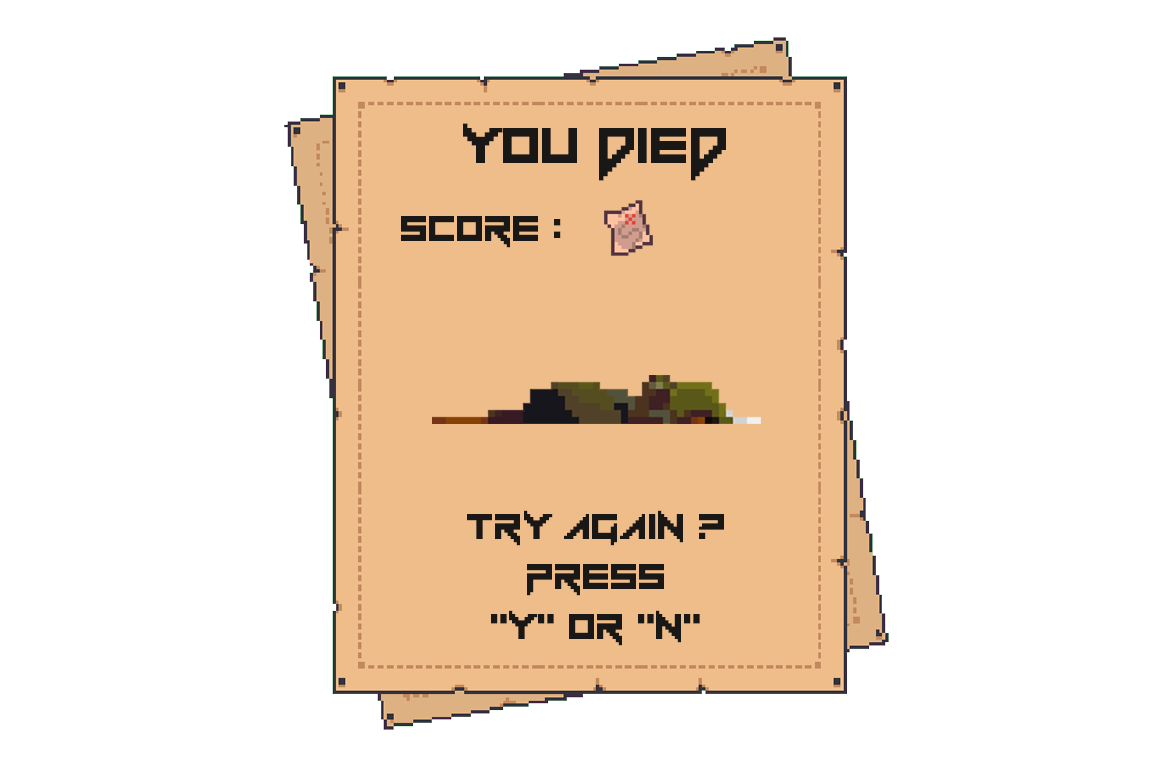 YOU DIED
SCORE :
TRY AGAIN ?
PRESS
"Y" OR "N"